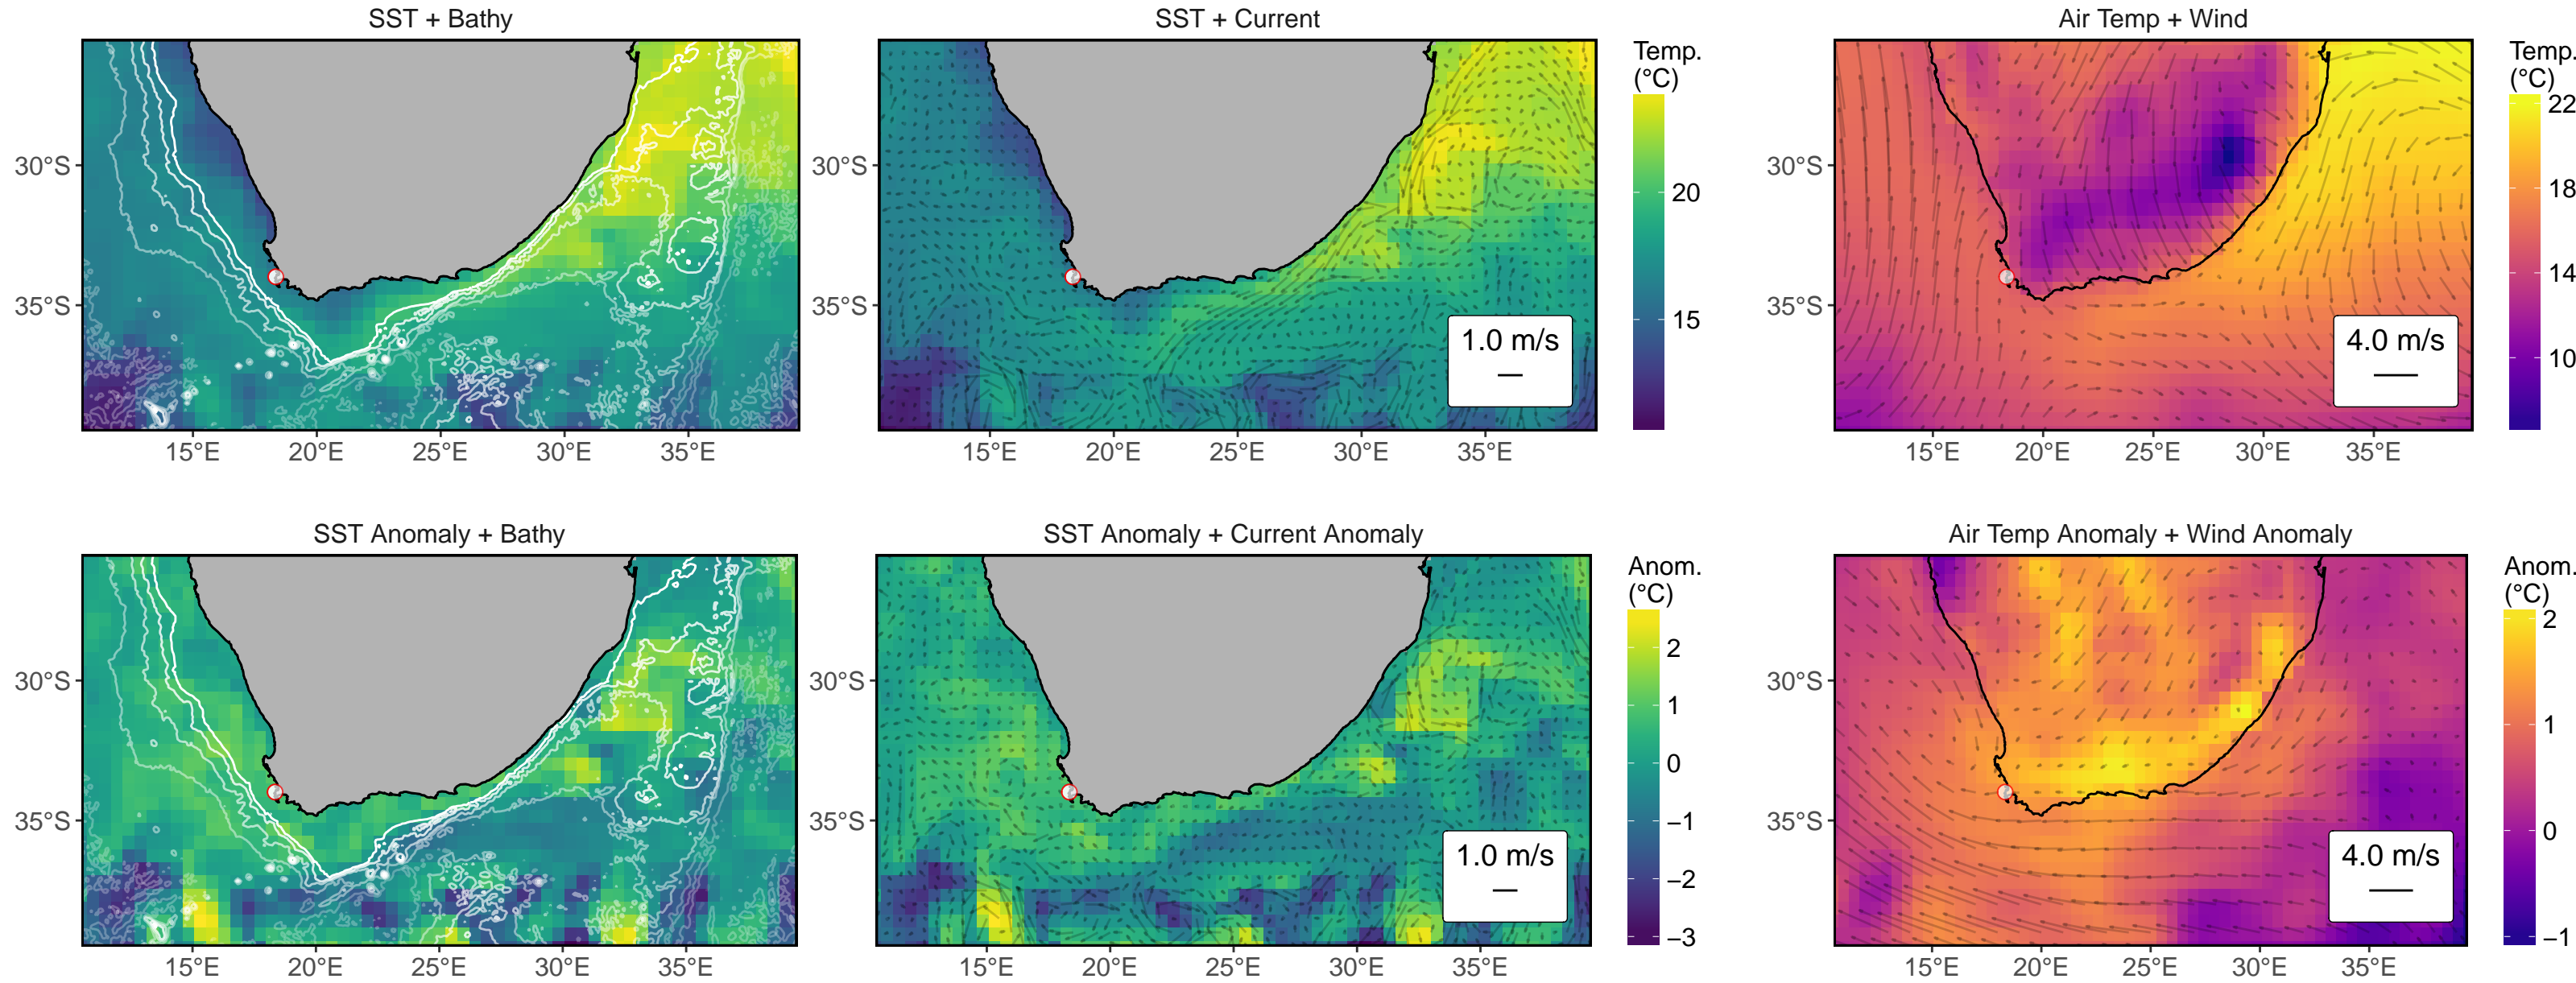 SST + Bathy
SST + Current
Air Temp + Wind
30°S
35°S
15°E
20°E
25°E
30°E
35°E
30°S
35°S
15°E
20°E
25°E
30°E
35°E
1.0 m/s
Temp.
(°C)
20
15
30°S
35°S
15°E
20°E
25°E
30°E
35°E
4.0 m/s
Temp.
(°C)
22
18
14
10
SST Anomaly + Bathy
SST Anomaly + Current Anomaly
Air Temp Anomaly + Wind Anomaly
30°S
35°S
15°E
20°E
25°E
30°E
35°E
30°S
35°S
15°E
20°E
25°E
30°E
35°E
1.0 m/s
Anom.
(°C)
2
1
0
−1
−2
−3
30°S
35°S
15°E
20°E
25°E
30°E
35°E
4.0 m/s
Anom.
(°C)
2
1
0
−1